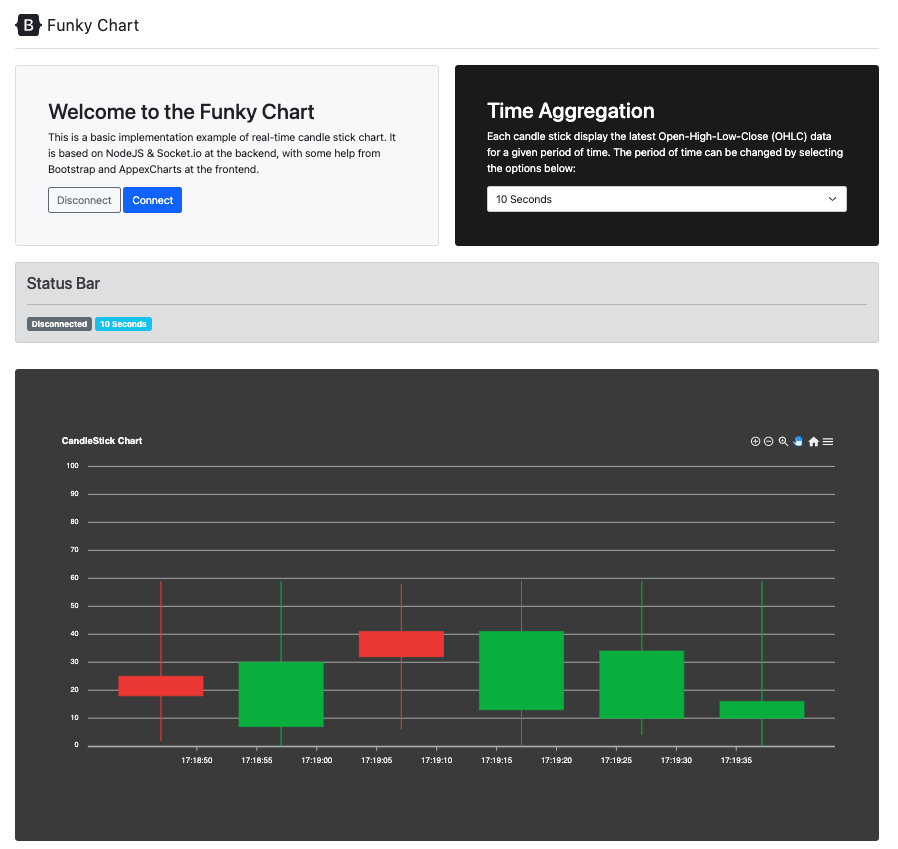 B Funky Chart
Welcome to the Funky Chart
This is a basic implementation example of real-time candle stick chart. It
is based on NodeJS & Socket.io at the backend, with some help from
Bootstrap and AppexCharts at the frontend.
Disconnect Connect
Time Aggregation
Each candle stick display the latest Open-High-Low-Close (OHLC) data
for a given period of time. The period of time can be changed by selecting
the options below:
10 Seconds
Status Bar
Disconnected 10 Seconds
CandleStick Chart
100
90
80
70
60
50
40
30
20
10
0
17:18:50 17:18:55 17:19:00 17:19:05 17:19:10 17:19:15 17:19:20 17:19:25 17:19:30 17:19:35